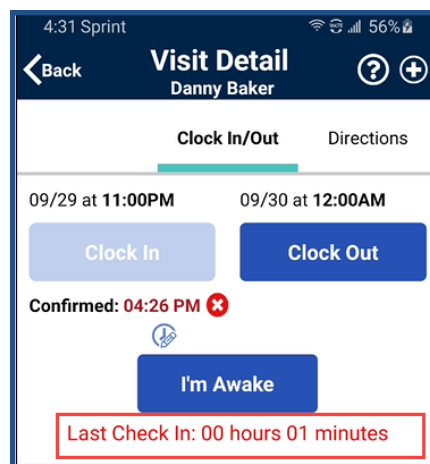 4:31 Sprint 56%
Back Visit Detail ?
Danny Baker
Clock In/Out Directions
09/29 at 11:00PM 09/30 at 12:00AM
Clock In Clock Out
Confirmed: 04:26 PM
I'm Awake
Last Check In: 00 hours 01 minutes